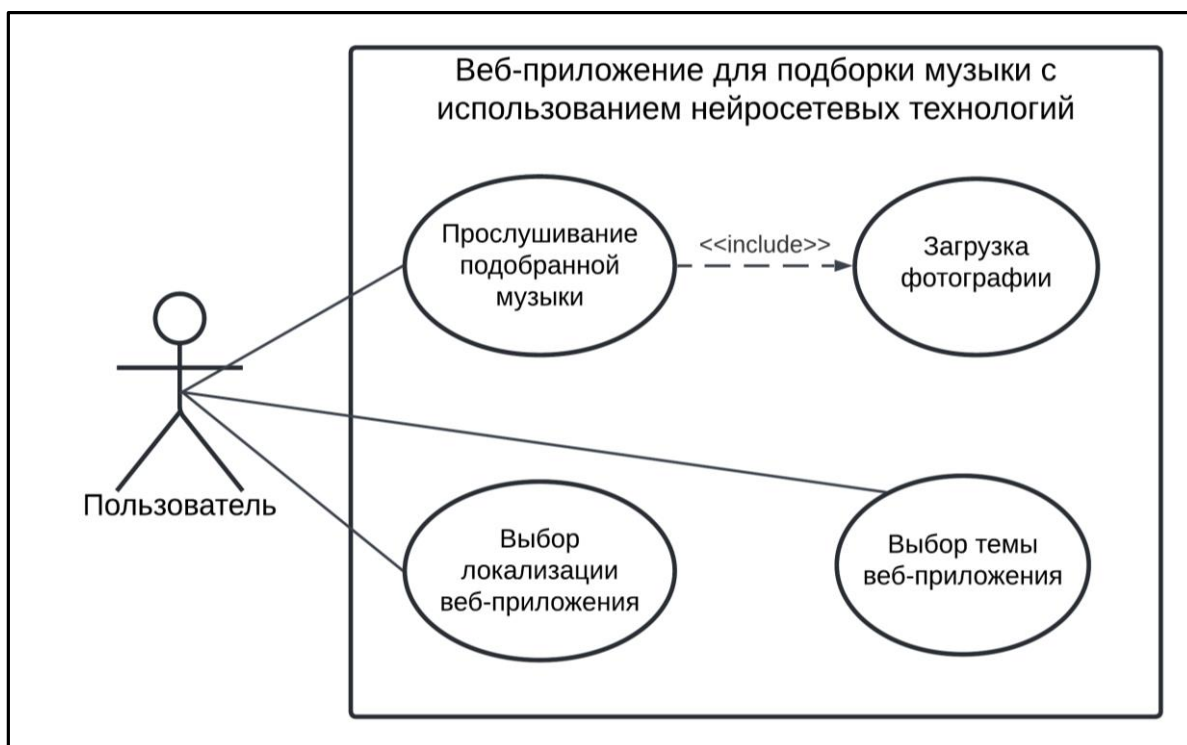 Веб-приложение для подборки музыки с
использованием нейросетевых технологий
Прослушивание
подобранной
музыки
<<include>>
Загрузка
фотографии
Пользователь
Выбор
локализации
веб-приложения
Выбор темы
веб-приложения